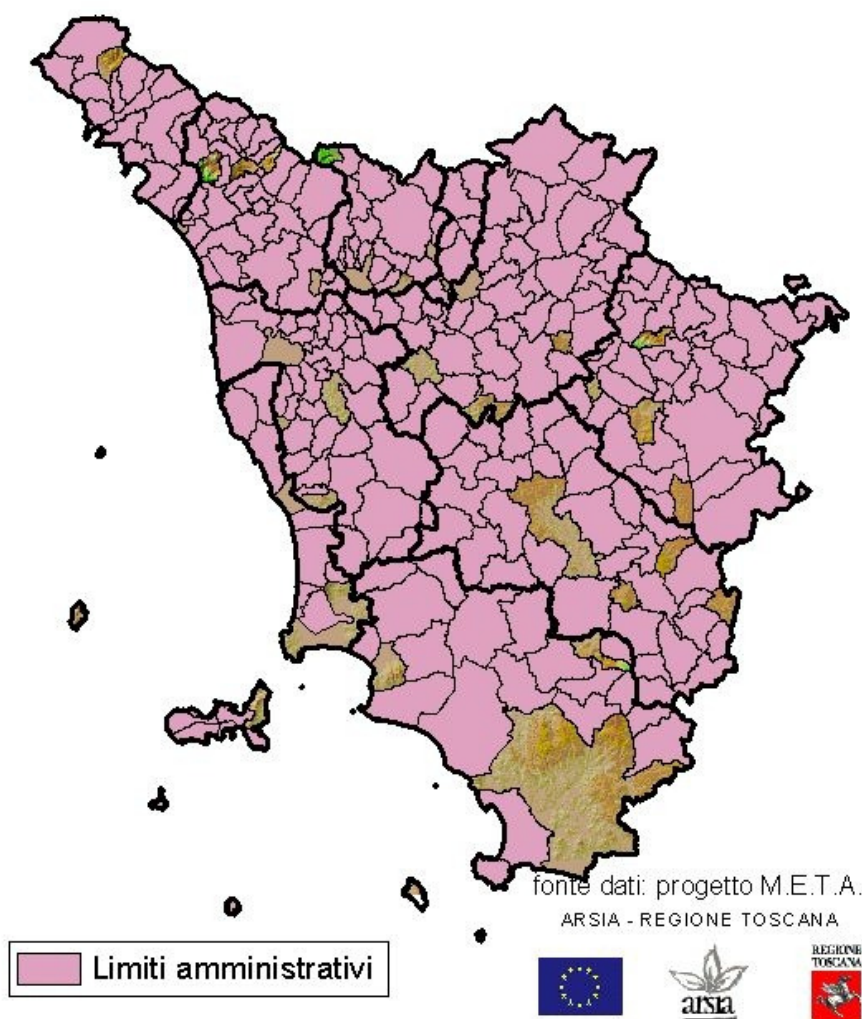 fonte dati: progetto M.E.T.A.
ARSIA - REGIONE TOSCANA
Limiti amministrativi
arsia
REGIONE
TOSCANA